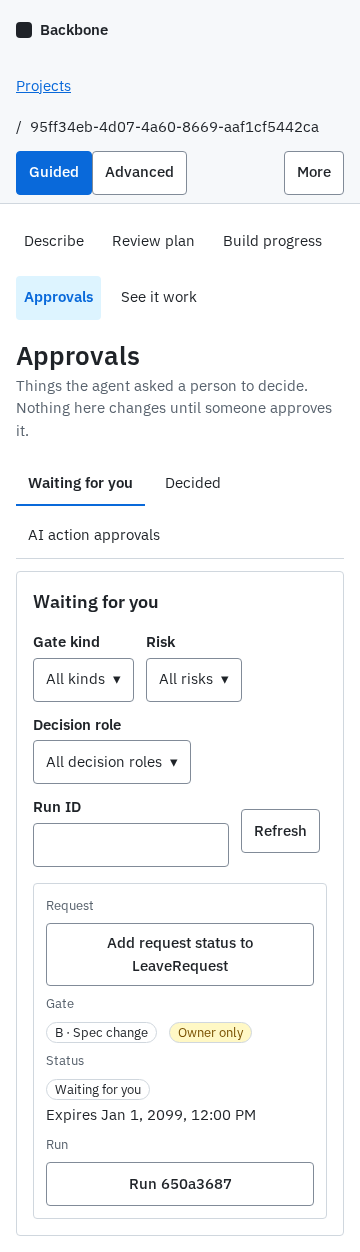 Backbone
Projects
/ 95ff34eb-4d07-4a60-8669-aaf1cf5442ca
Guided Advanced More
Describe Review plan Build progress
Approvals See it work
Approvals
Things the agent asked a person to decide.
Nothing here changes until someone approves
it.
Waiting for you Decided
AI action approvals
Waiting for you
Gate kind Risk
All kinds ▾ All risks ▾
Decision role
All decision roles ▾
Run ID
Refresh
Request
Add request status to
LeaveRequest
Gate
B · Spec change Owner only
Status
Waiting for you
Expires Jan 1, 2099, 12:00 PM
Run
Run 650a3687